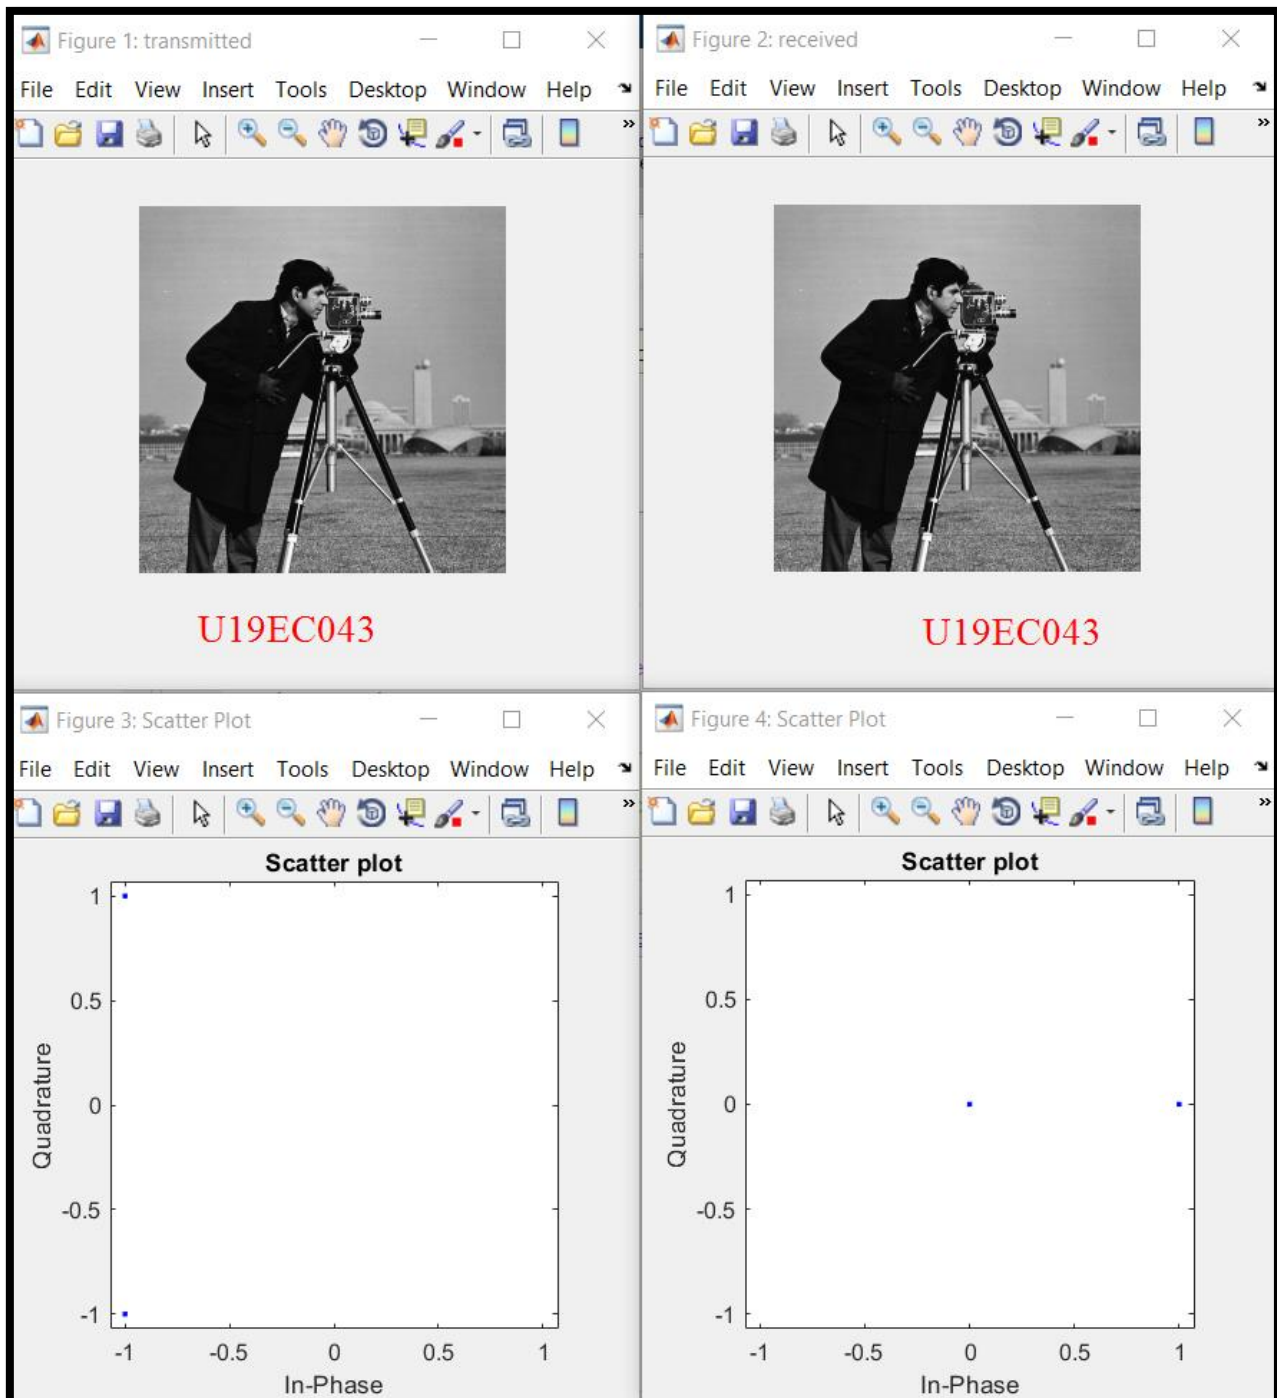 Figure 1: transmitted
File Edit View Insert Tools Desktop Window Help
U19EC043
Figure 2: received
File Edit View Insert Tools Desktop Window Help
U19EC043
Figure 3: Scatter Plot
File Edit View Insert Tools Desktop Window Help
Scatter plot
1
0.5
0
-0.5
-1
Quadrature
-1 -0.5 0 0.5 1
In-Phase
Figure 4: Scatter Plot
File Edit View Insert Tools Desktop Window Help
Scatter plot
1
0.5
0
-0.5
-1
Quadrature
-1 -0.5 0 0.5 1
In-Phase